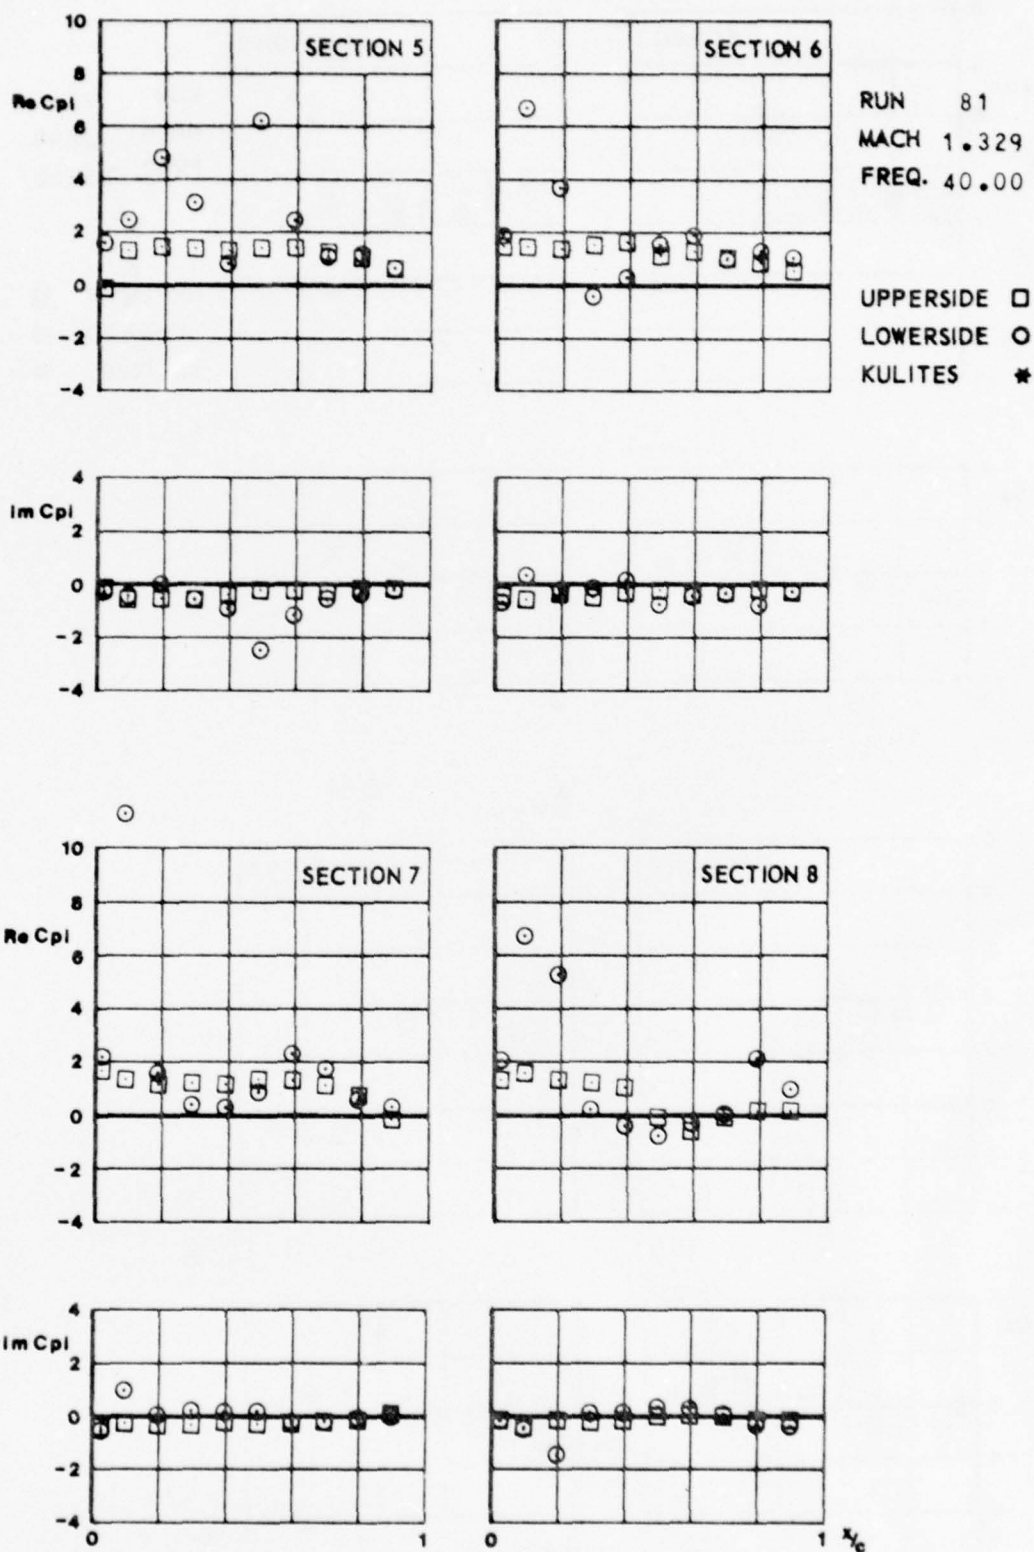 10
SECTION 5
SECTION 6
8
Re Cpi
RUN 81
6
MACH 1.329
4
FREQ. 40.00
2
0
UPPERSIDE
-2
LOWERSIDE
-4
KULITES
4
Im Cpi
2
0
-2
-4
10
SECTION 7
SECTION 8
8
Re Cpi
6
4
2
0
-2
-4
4
Im Cpi
2
0
-2
-4
0 1 0 1 x/c